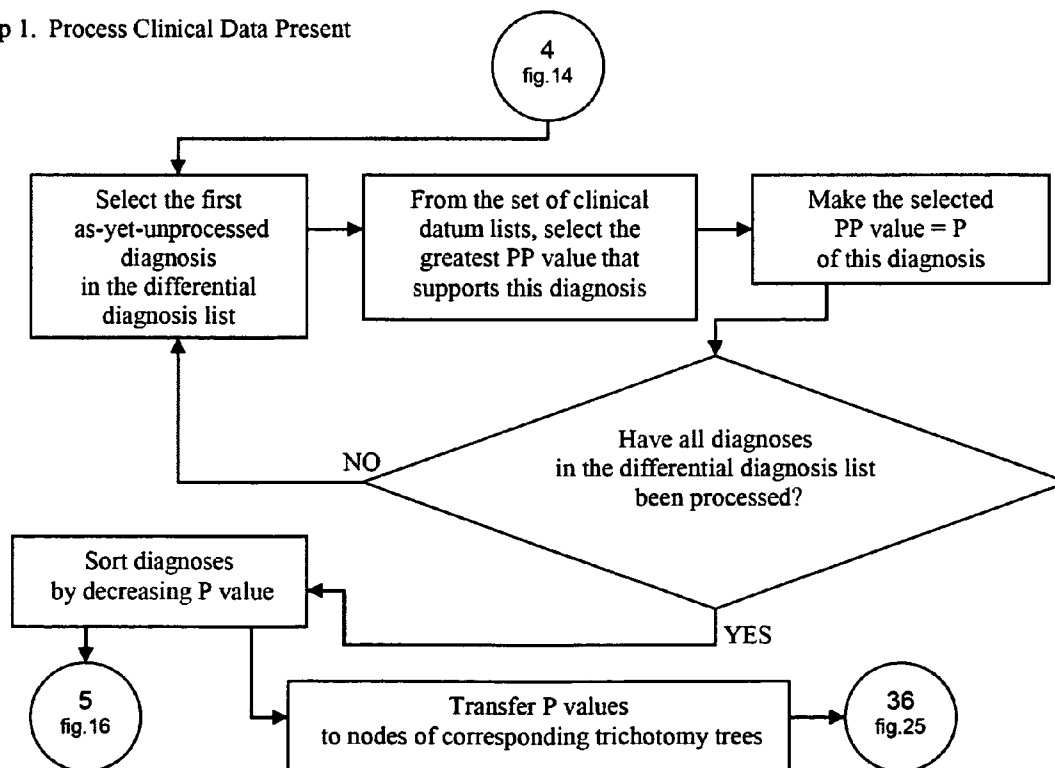 p 1. Process Clinical Data Present
4
fig.14
Select the first
as-yet-unprocessed
diagnosis
in the differential
diagnosis list
From the set of clinical
datum lists, select the
greatest PP value that
supports this diagnosis
Make the selected
PP value = P
of this diagnosis
Have all diagnoses
in the differential diagnosis list
been processed?
NO
YES
Sort diagnoses
by decreasing P value
5
fig.16
Transfer P values
to nodes of corresponding trichotomy trees
36
fig.25